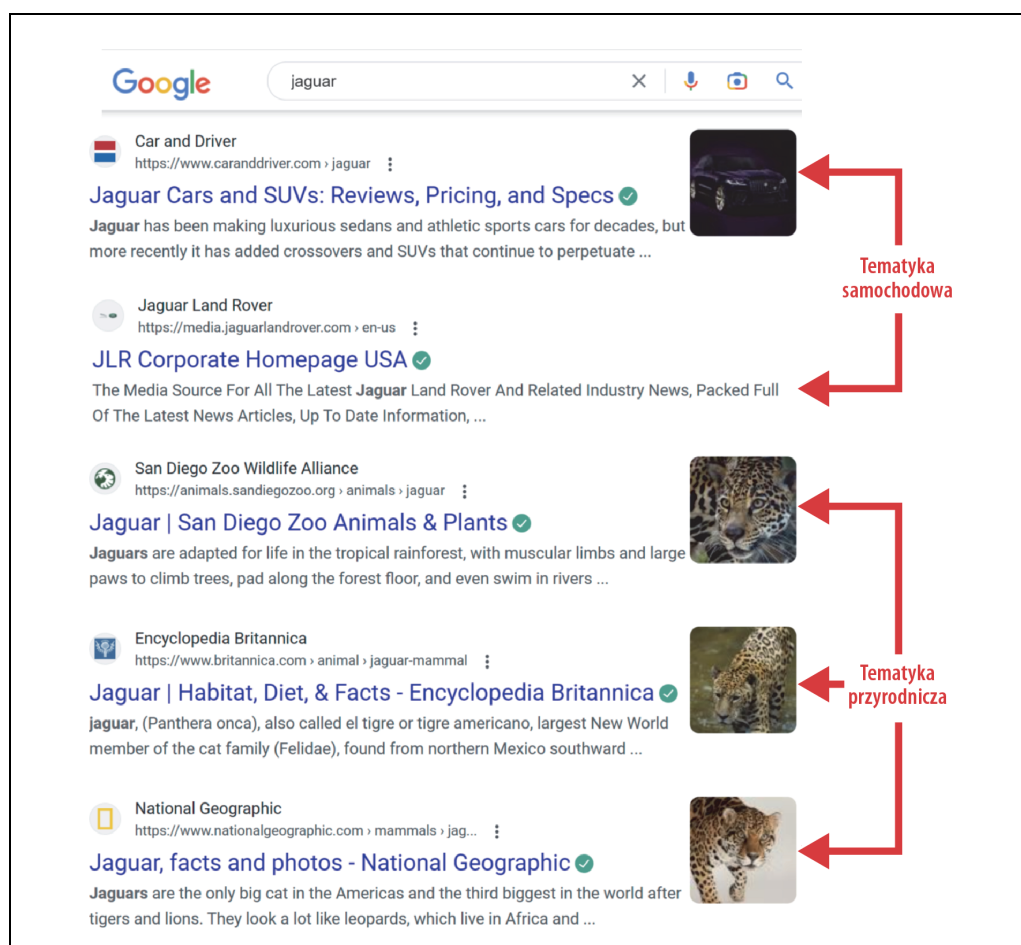 Google
jaguar
Car and Driver
https://www.caranddriver.com › jaguar
Jaguar Cars and SUVs: Reviews, Pricing, and Specs
Jaguar has been making luxurious sedans and athletic sports cars for decades, but
more recently it has added crossovers and SUVs that continue to perpetuate ...
Tematyka
samochodowa
Jaguar Land Rover
https://media.jaguarlandrover.com › en-us
JLR Corporate Homepage USA
The Media Source For All The Latest Jaguar Land Rover And Related Industry News, Packed Full
Of The Latest News Articles, Up To Date Information, ...
San Diego Zoo Wildlife Alliance
https://animals.sandiegozoo.org › animals › jaguar
Jaguar | San Diego Zoo Animals & Plants
Jaguars are adapted for life in the tropical rainforest, with muscular limbs and large
paws to climb trees, pad along the forest floor, and even swim in rivers ...
Encyclopedia Britannica
https://www.britannica.com › animal › jaguar-mammal
Jaguar | Habitat, Diet, & Facts - Encyclopedia Britannica
jaguar, (Panthera onca), also called el tigre or tigre americano, largest New World
member of the cat family (Felidae), found from northern Mexico southward ...
Tematyka
przyrodnicza
National Geographic
https://www.nationalgeographic.com › mammals › jag...
Jaguar, facts and photos - National Geographic
Jaguars are the only big cat in the Americas and the third biggest in the world after
tigers and lions. They look a lot like leopards, which live in Africa and ...